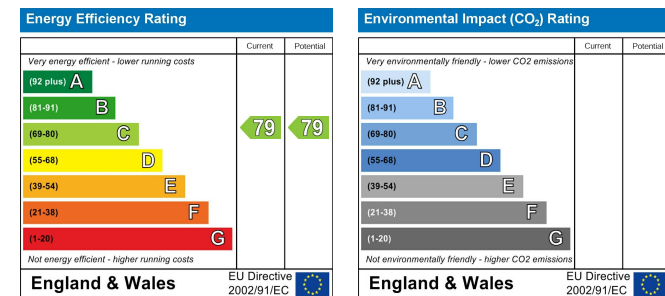 Energy Efficiency Rating
Current Potential
Very energy efficient - lower running costs
(92 plus) A
(81-91) B
(69-80) C 79 79
(55-68) D
(39-54) E
(21-38) F
(1-20) G
Not energy efficient - higher running costs
England & Wales
EU Directive
2002/91/EC
Environmental Impact (CO₂) Rating
Current Potential
Very environmentally friendly - lower CO2 emissions
(92 plus) A
(81-91) B
(69-80) C
(55-68) D
(39-54) E
(21-38) F
(1-20) G
Not environmentally friendly - higher CO2 emissions
England & Wales
EU Directive
2002/91/EC